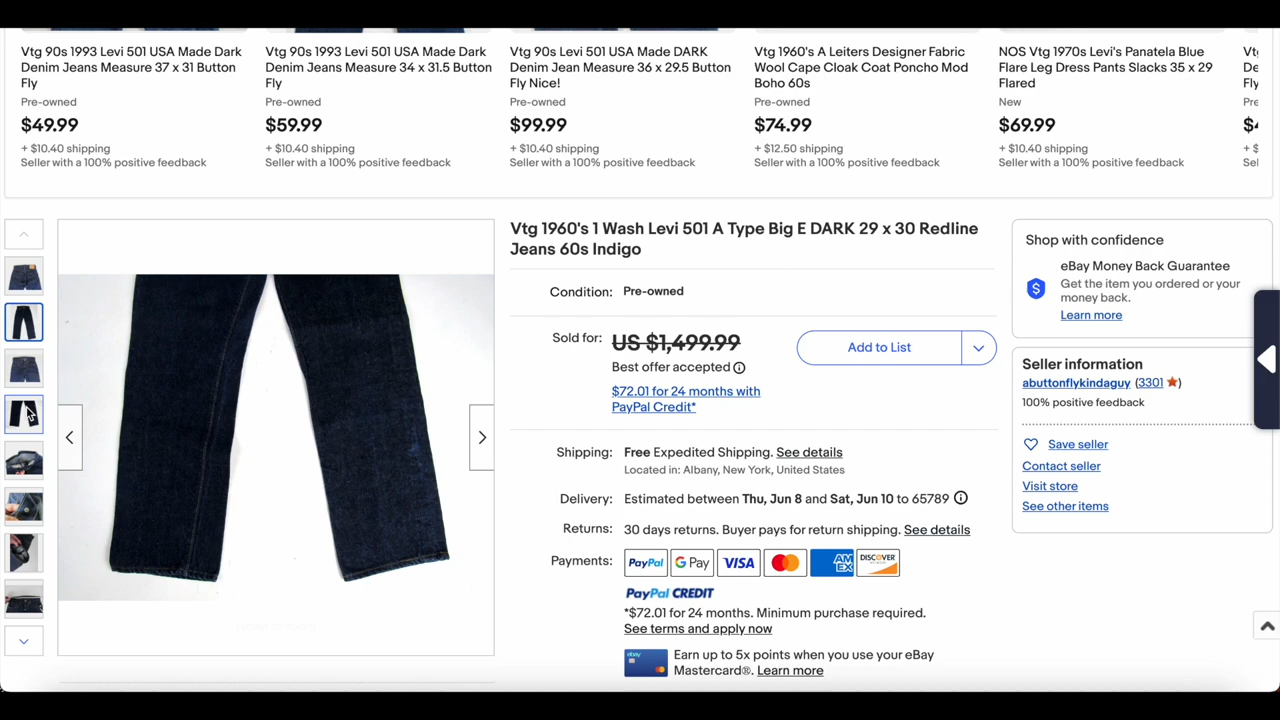 Vtg 90s 1993 Levi 501 USA Made Dark
Denim Jeans Measure 37 x 31 Button
Fly
Pre-owned
$49.99
+ $10.40 shipping
Seller with a 100% positive feedback
Vtg 90s 1993 Levi 501 USA Made Dark
Denim Jeans Measure 34 x 31.5 Button
Fly
Pre-owned
$59.99
+ $10.40 shipping
Seller with a 100% positive feedback
Vtg 90s Levi 501 USA Made DARK
Denim Jean Measure 36 x 29.5 Button
Fly Nice!
Pre-owned
$99.99
+ $10.40 shipping
Seller with a 100% positive feedback
Vtg 1960's A Leiters Designer Fabric
Wool Cape Cloak Coat Poncho Mod
Boho 60s
Pre-owned
$74.99
+ $12.50 shipping
Seller with a 100% positive feedback
NOS Vtg 1970s Levi's Panatela Blue
Flare Leg Dress Pants Slacks 35 x 29
Flared
New
$69.99
+ $10.40 shipping
Seller with a 100% positive feedback
Vtg 1960's 1 Wash Levi 501 A Type Big E DARK 29 x 30 Redline
Jeans 60s Indigo
Condition: Pre-owned
Sold for: US $1,499.99
Best offer accepted
$72.01 for 24 months with
PayPal Credit*
Add to List
Shipping: Free Expedited Shipping. See details
Located in: Albany, New York, United States
Delivery: Estimated between Thu, Jun 8 and Sat, Jun 10 to 65789
Returns: 30 days returns. Buyer pays for return shipping. See details
Payments: PayPal G Pay VISA AM EX DISCOVER
PayPal CREDIT
*$72.01 for 24 months. Minimum purchase required.
See terms and apply now
ebay
Earn up to 5x points when you use your eBay
Mastercard®. Learn more
Shop with confidence
eBay Money Back Guarantee
Get the item you ordered or your
money back.
Learn more
Seller information
abuttonflykindaguy (3301)
100% positive feedback
Save seller
Contact seller
Visit store
See other items